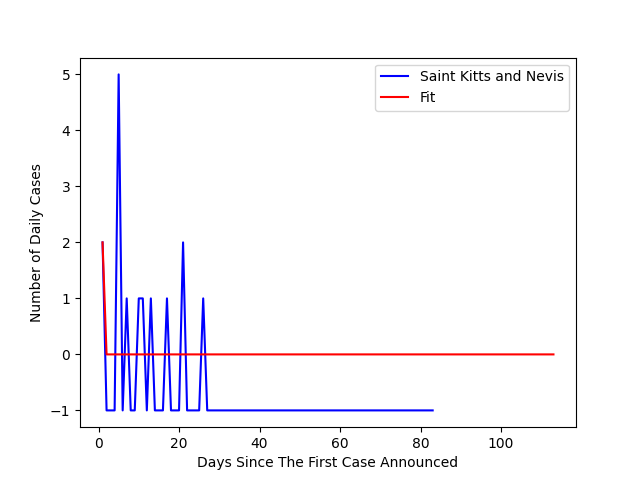 Saint Kitts and Nevis
Fit
Number of Daily Cases
5
4
3
2
1
0
−1
0 20 40 60 80 100
Days Since The First Case Announced